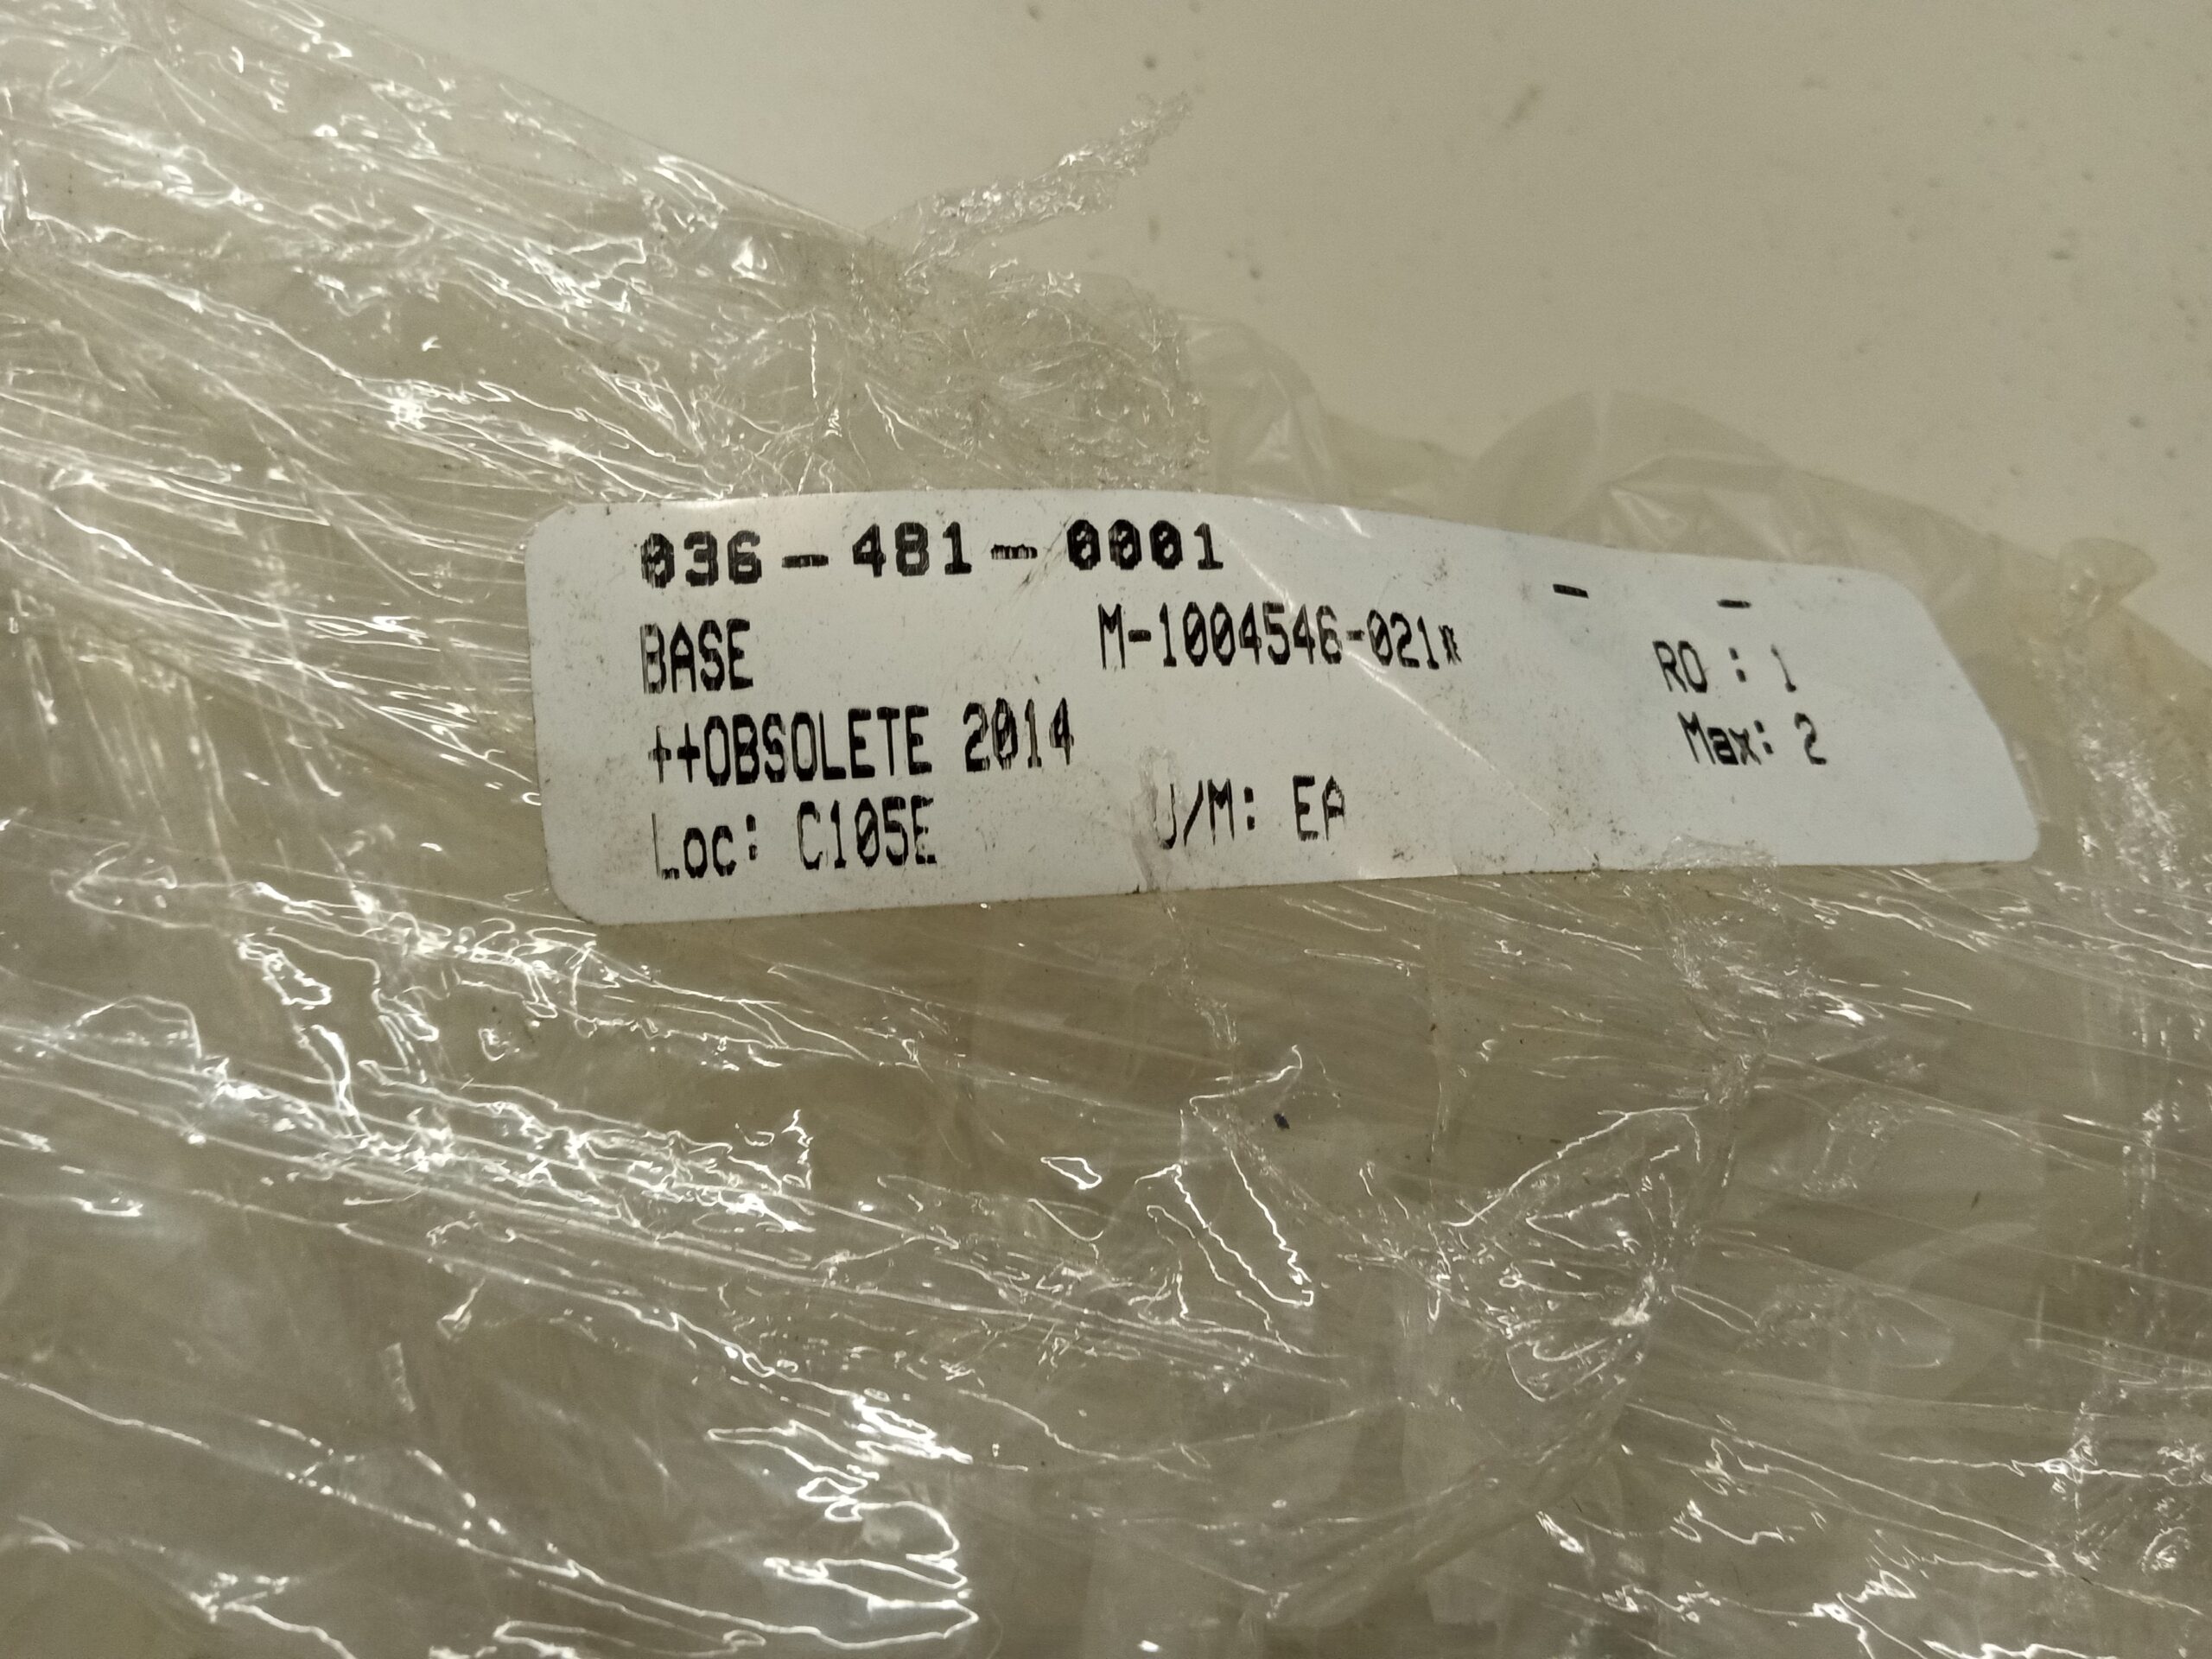 036-481-0001 - -
BASE M-1004546-021* RO : 1
++OBSOLETE 2014 Max: 2
Loc: C105E U/M: EA